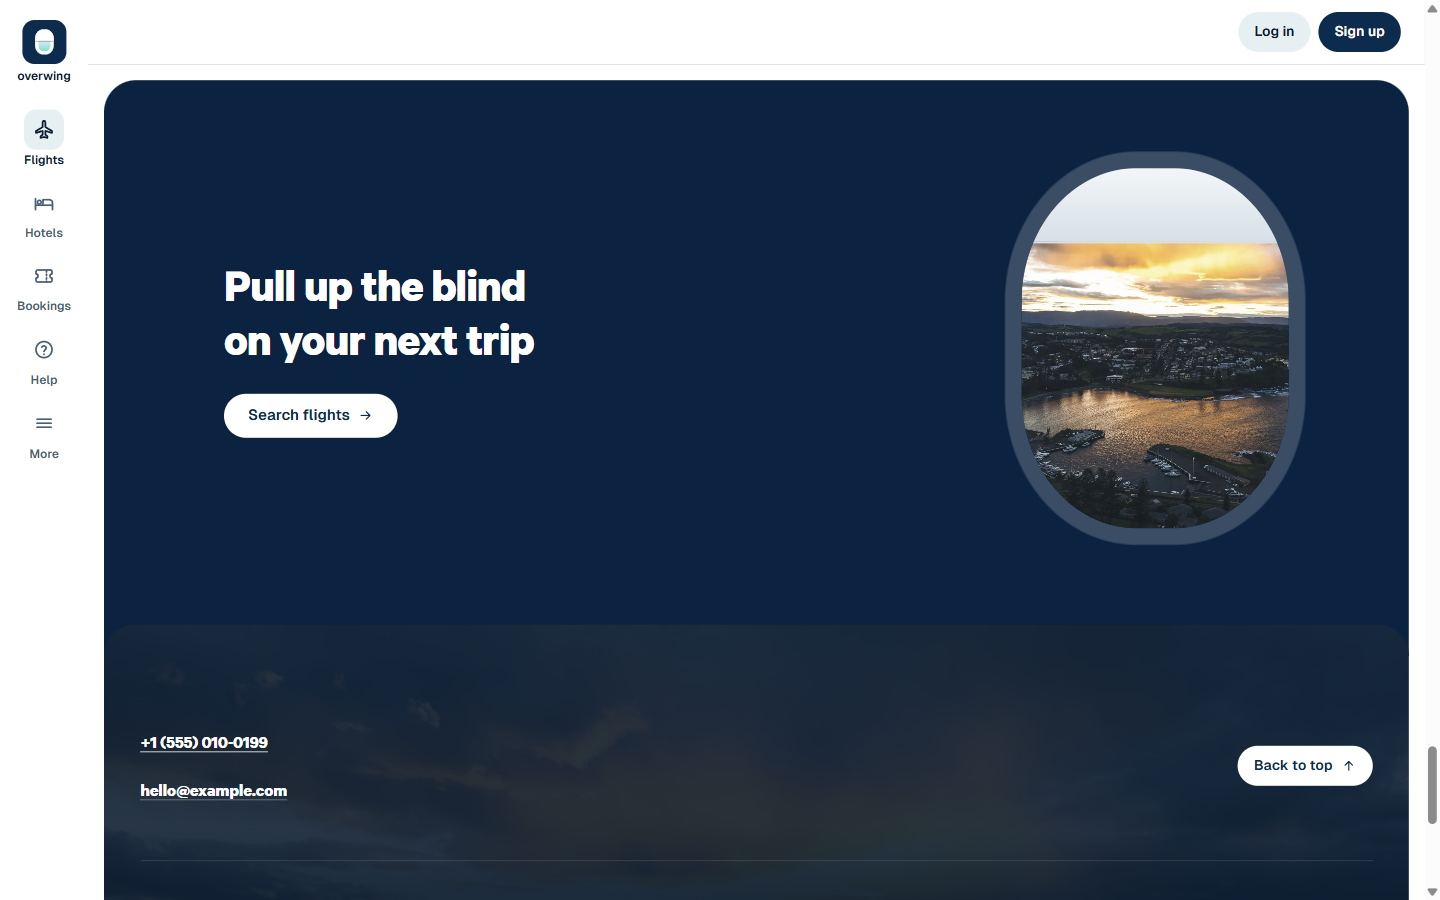 overwing
Flights
Hotels
Bookings
Help
More
Log in
Sign up
Pull up the blind
on your next trip
Search flights →
+1 (555) 010-0199
hello@example.com
Back to top ↑